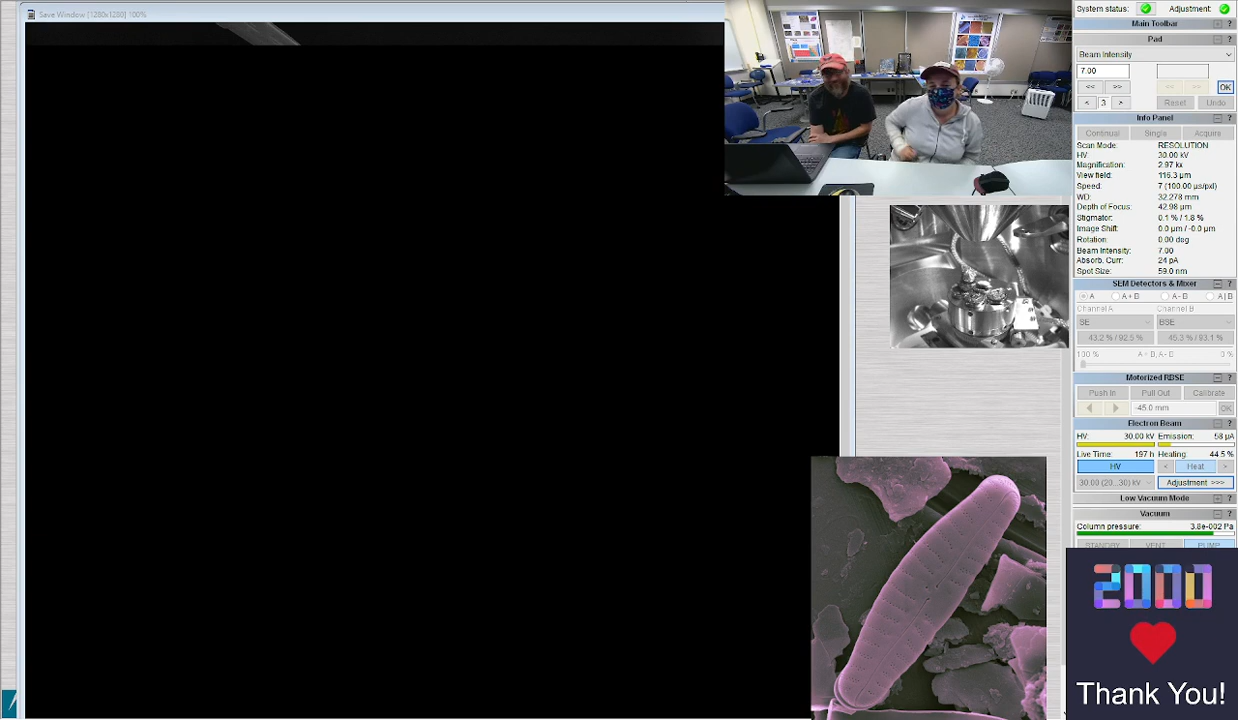 Save Window [1280x1280] 100%
System status:
Adjustment:
Main Toolbar
Pad
Beam Intensity
7.00
<< >>
<< >>
OK
< 3 >
Reset
Undo
Info Panel
Continual
Single
Acquire
Scan Mode: RESOLUTION
HV: 30.00 kV
Magnification: 2.97 kx
View field: 116.3 µm
Speed: 7 (100.00 µs/pxl)
WD: 32.278 mm
Depth of Focus: 42.98 µm
Stigmator: 0.1 % / 1.8 %
Image Shift: 0.0 µm / -0.0 µm
Rotation: 0.00 deg
Beam Intensity: 7.00
Absorb. Curr: 24 pA
Spot Size: 59.0 nm
SEM Detectors & Mixer
A A + B A - B A | B
Channel A Channel B
SE BSE
43.2 % / 92.5 % 45.3 % / 93.1 %
100 % A + B, A - B 0 %
Motorized RBSE
Push In Pull Out Calibrate
-45.0 mm OK
Electron Beam
HV: 30.00 kV Emission: 58 µA
Live Time: 197 h Heating: 44.5 %
HV < Heat >
30.00 (20...30) kV Adjustment >>>
Low Vacuum Mode
Vacuum
Column pressure: 3.8e-002 Pa
STANDBY VENT PUMP
2000
Thank You!